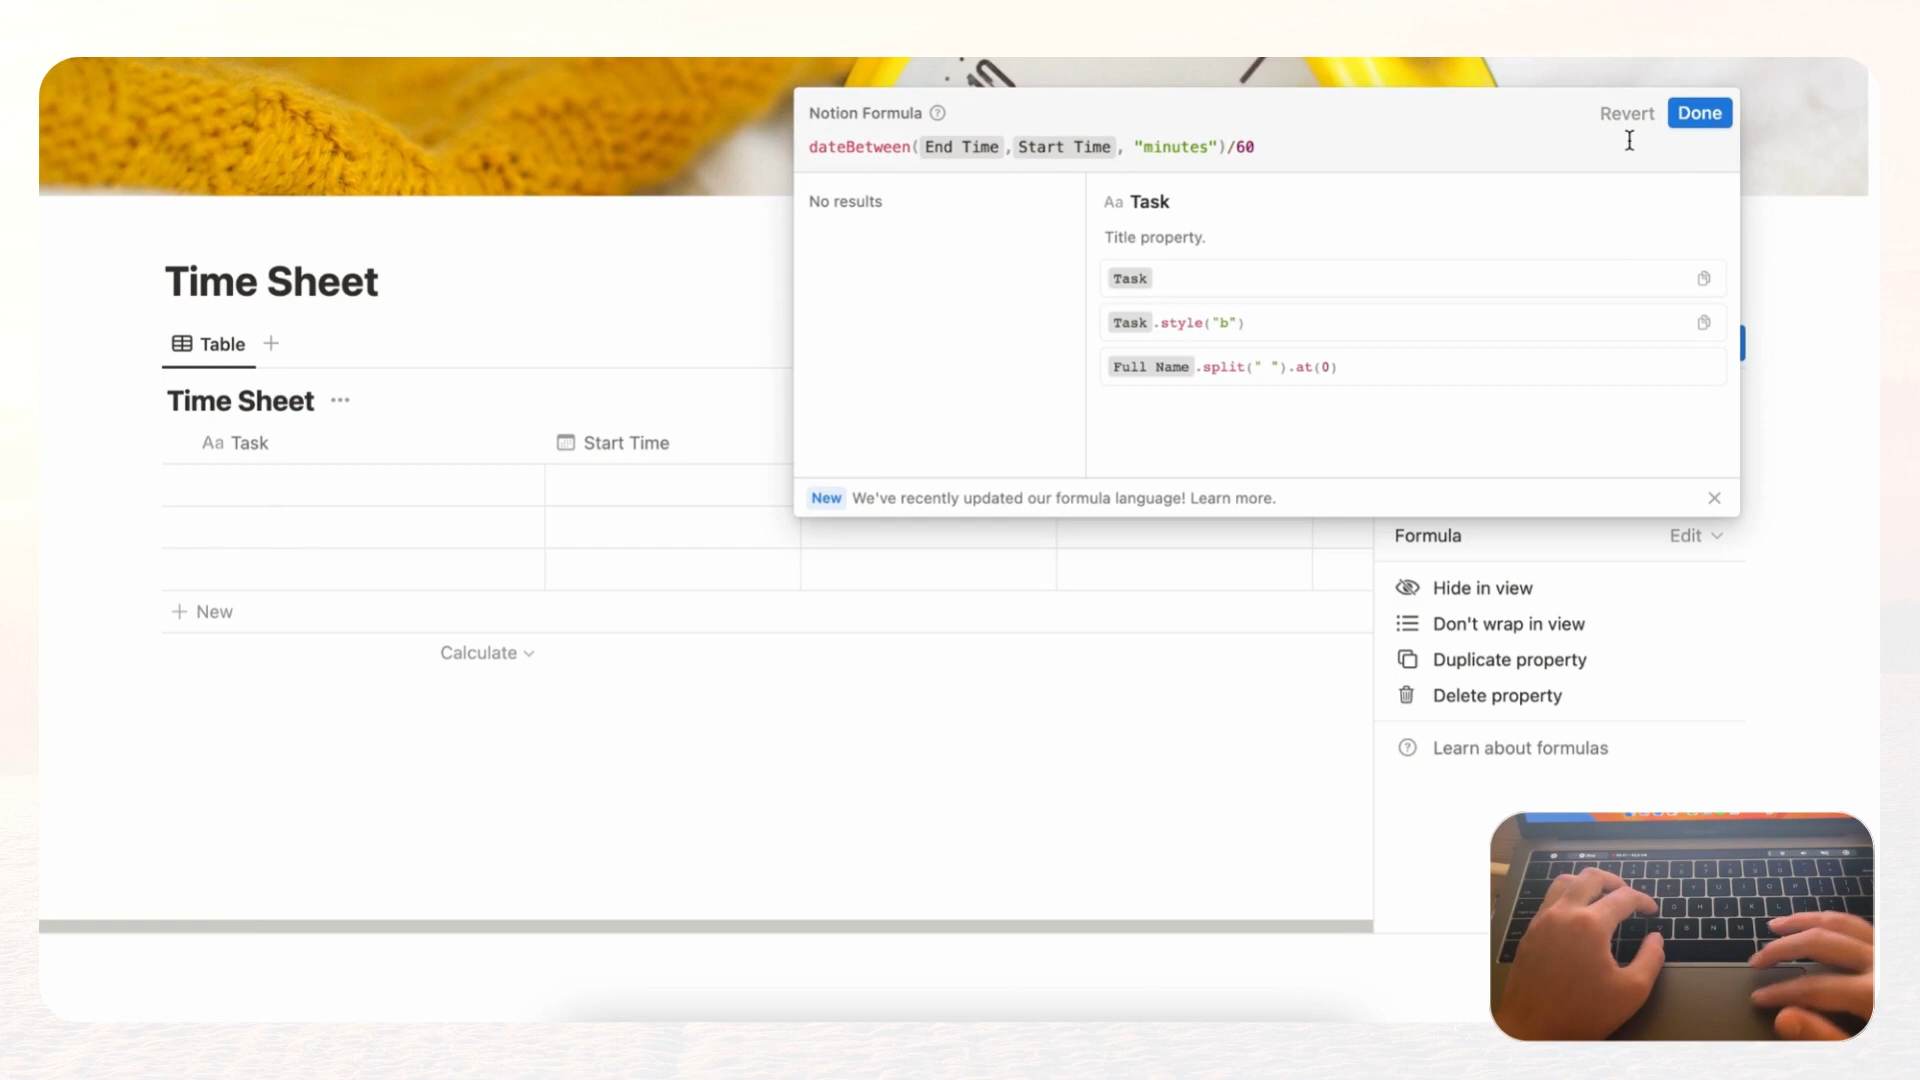 10
Notion Formula
Revert
Done
dateBetween(End Time,Start Time, "minutes")/60
No results
Aa Task
Title property.
Task
Task.style("b")
Full Name.split(" ").at(0)
New We've recently updated our formula language! Learn more.
Time Sheet
Table
Time Sheet ...
Aa Task
Start Time
+ New
Calculate
Formula
Edit
Hide in view
Don't wrap in view
Duplicate property
Delete property
Learn about formulas